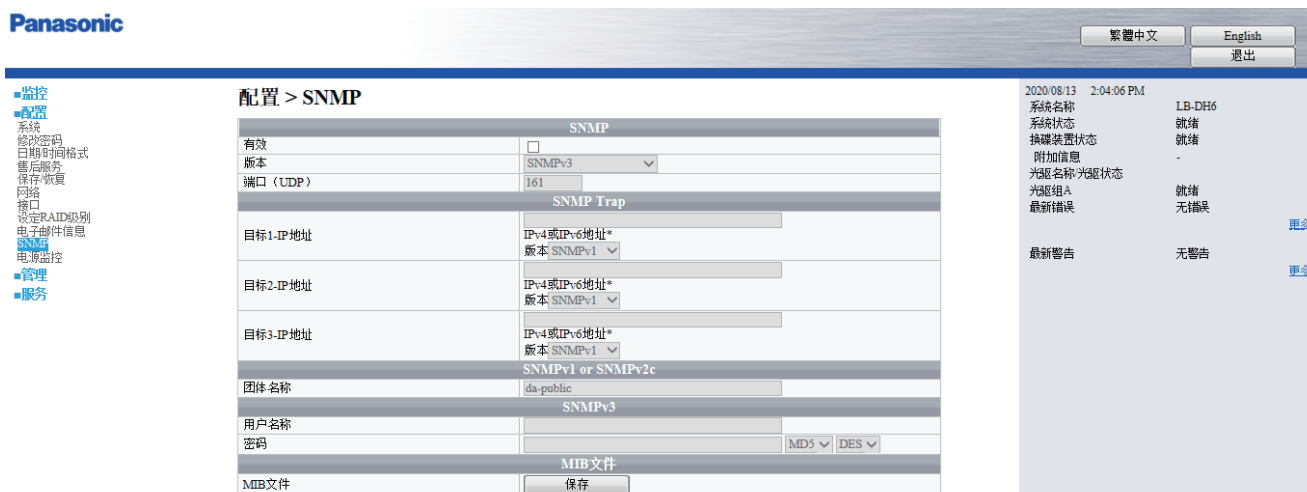 Panasonic
繁體中文
English
退出
■监控
■配置
系统
修改密码
日期/时间格式
售后服务
保存/恢复
网络
接口
设定RAID级别
电子邮件信息
SNMP
电源监控
■管理
■服务
配置 > SNMP
SNMP
有效
版本 SNMPv3
端口（UDP） 161
SNMP Trap
目标1-IP地址
IPv4或IPv6地址*
版本 SNMPv1
目标2-IP地址
IPv4或IPv6地址*
版本 SNMPv1
目标3-IP地址
IPv4或IPv6地址*
版本 SNMPv1
SNMPv1 or SNMPv2c
团体名称 da-public
SNMPv3
用户名称
密码 MD5 DES
MIB文件
MIB文件 保存
2020/08/13 2:04:06 PM
系统名称 LB-DH6
系统状态 就绪
换碟装置状态 就绪
附加信息 -
光驱名称/光驱状态
光驱组A 就绪
最新错误 无错误
更多
最新警告 无警告
更多